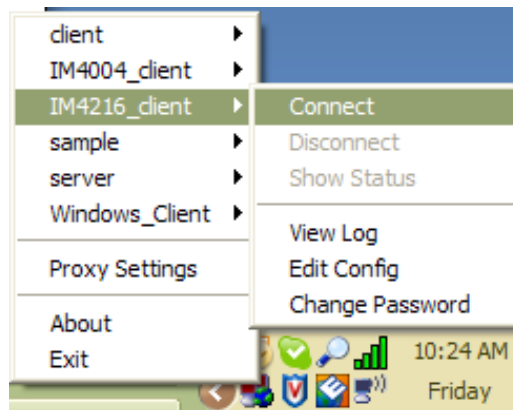 client
IM4004_client
IM4216_client
sample
server
Windows_Client
Proxy Settings
About
Exit
Connect
Disconnect
Show Status
View Log
Edit Config
Change Password
10:24 AM
Friday